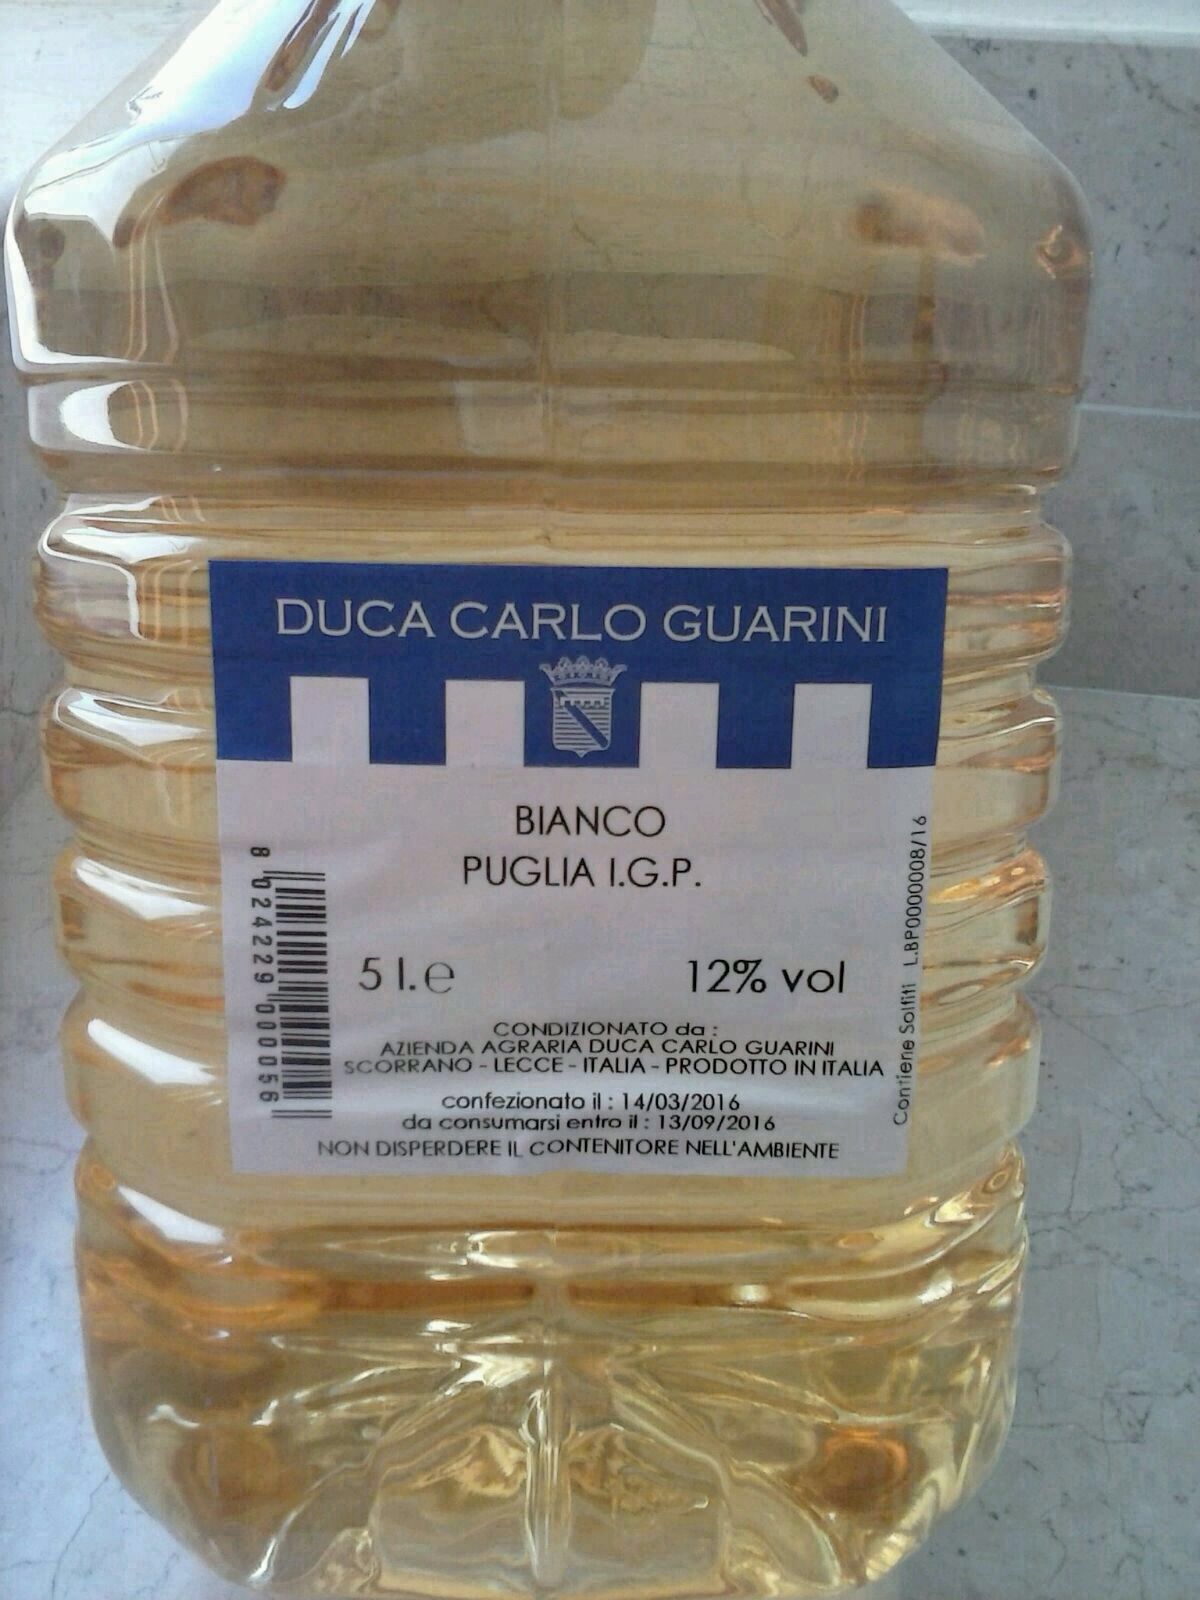 DUCA CARLO GUARINI
BIANCO
PUGLIA I.G.P.
5 l.e
12% vol
CONDIZIONATO da :
AZIENDA AGRARIA DUCA CARLO GUARINI
SCORRANO - LECCE - ITALIA - PRODOTTO IN ITALIA
confezionato il : 14/03/2016
da consumarsi entro il : 13/09/2016
NON DISPERDERE IL CONTENITORE NELL'AMBIENTE
8 024229 000056
Contiene Solfiti L.BP0000008/16